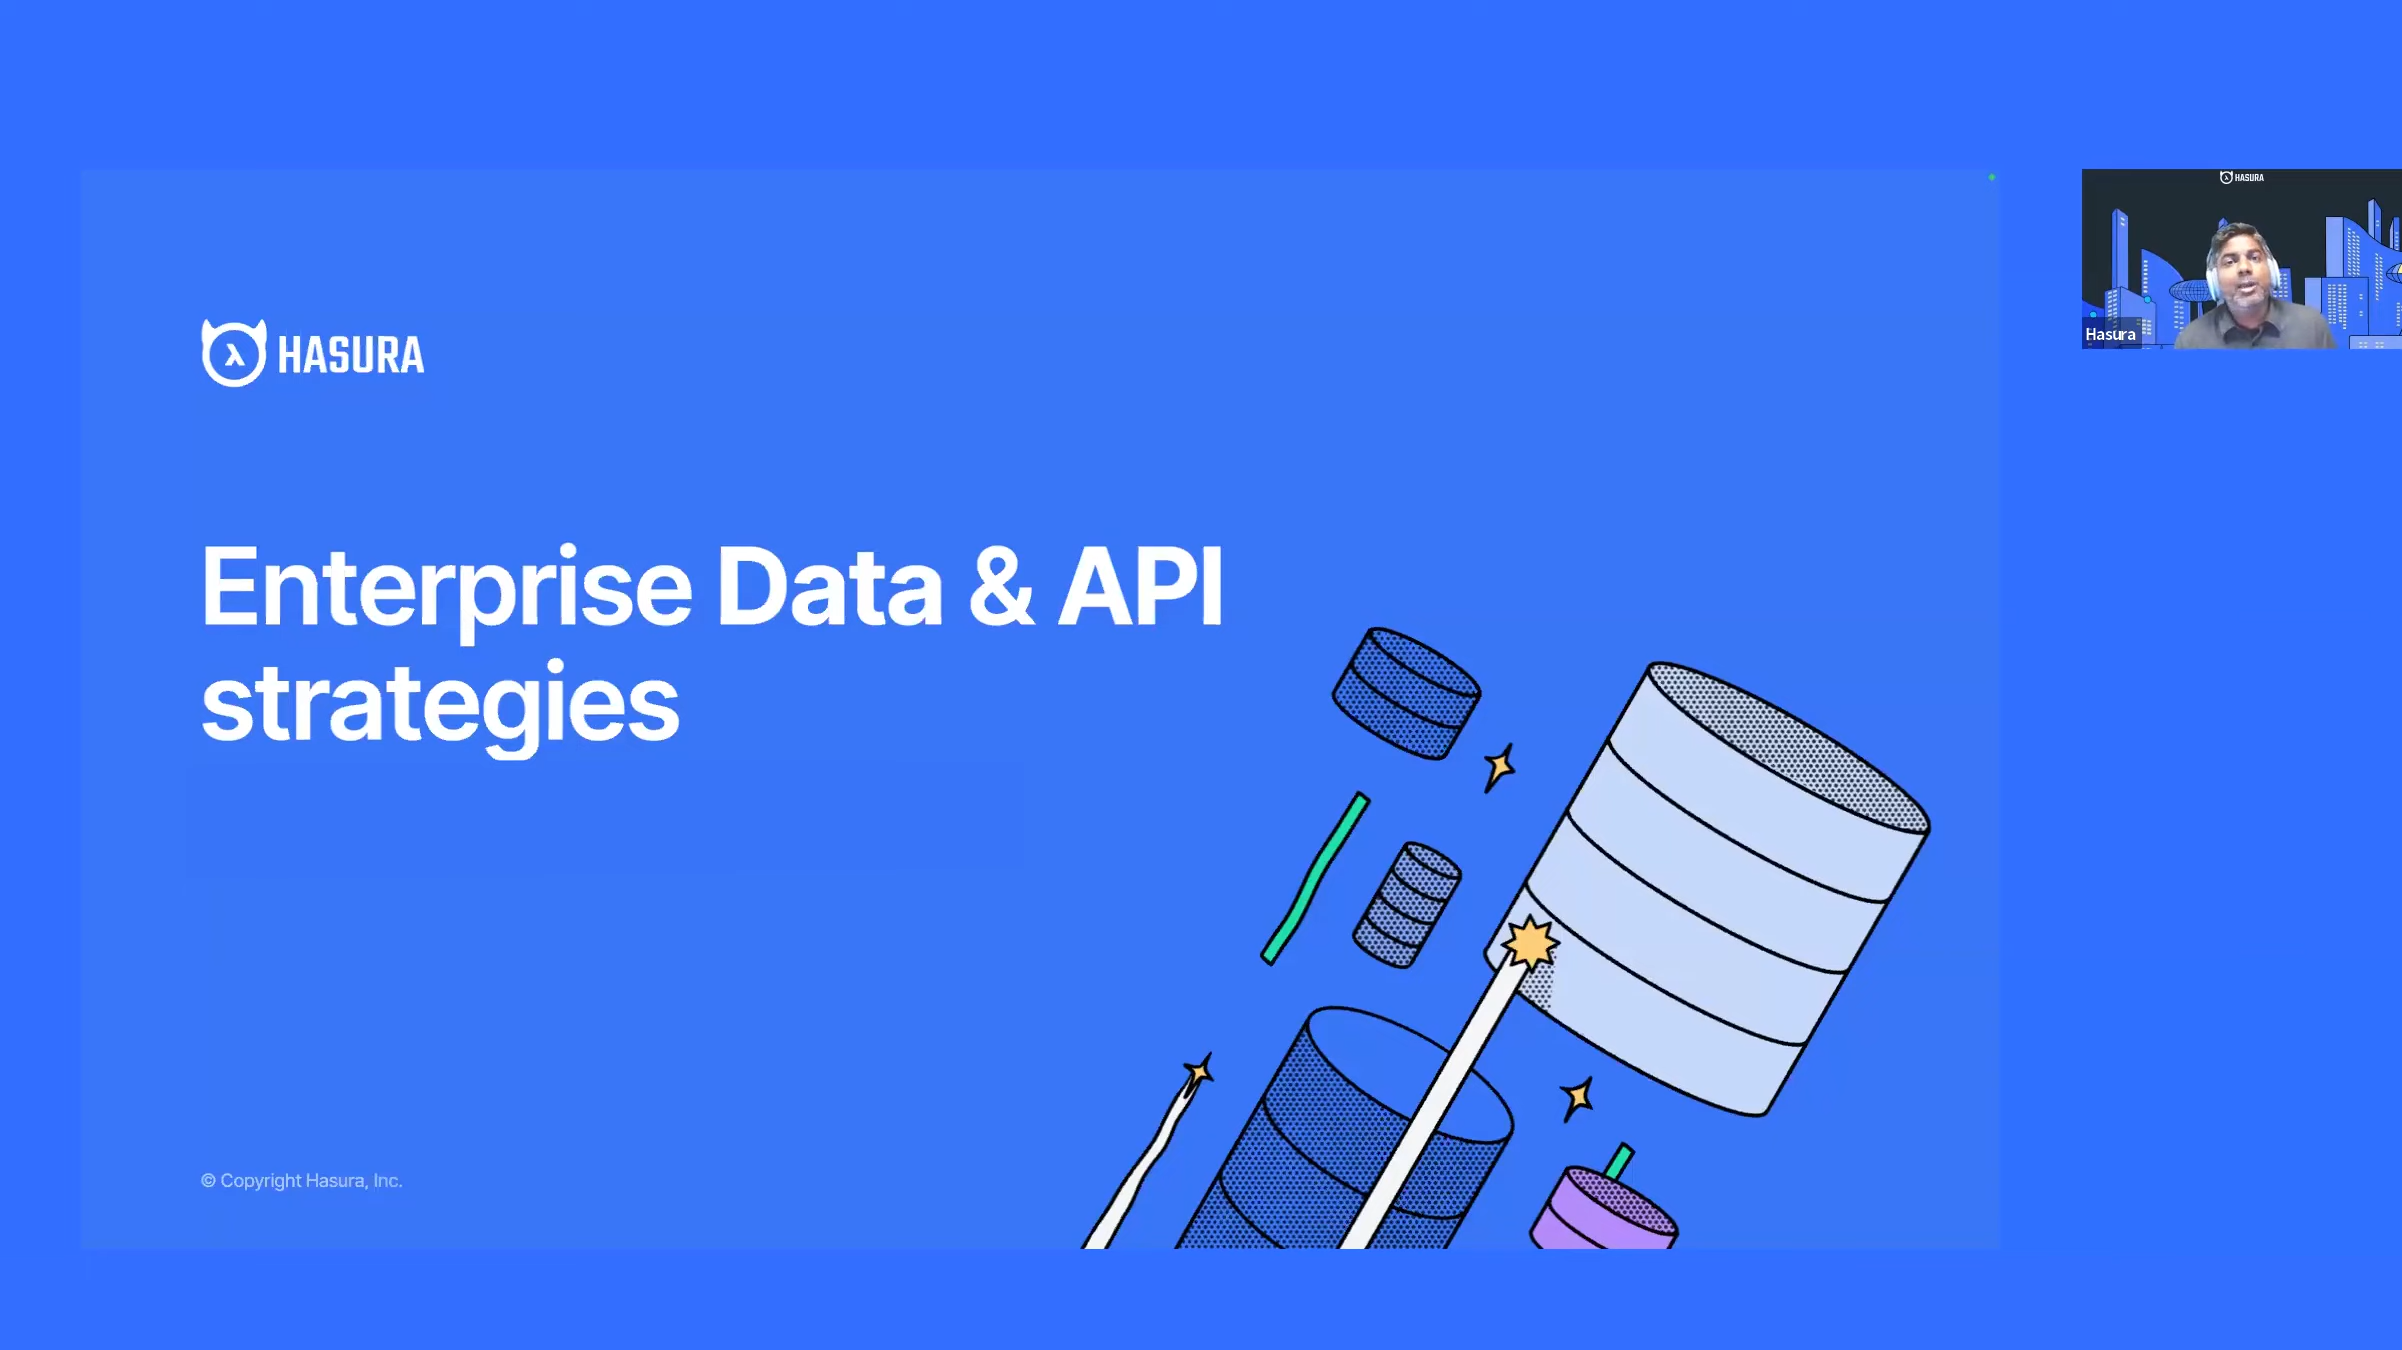 HASURA
Enterprise Data & API
strategies
© Copyright Hasura, Inc.
HASURA
Hasura